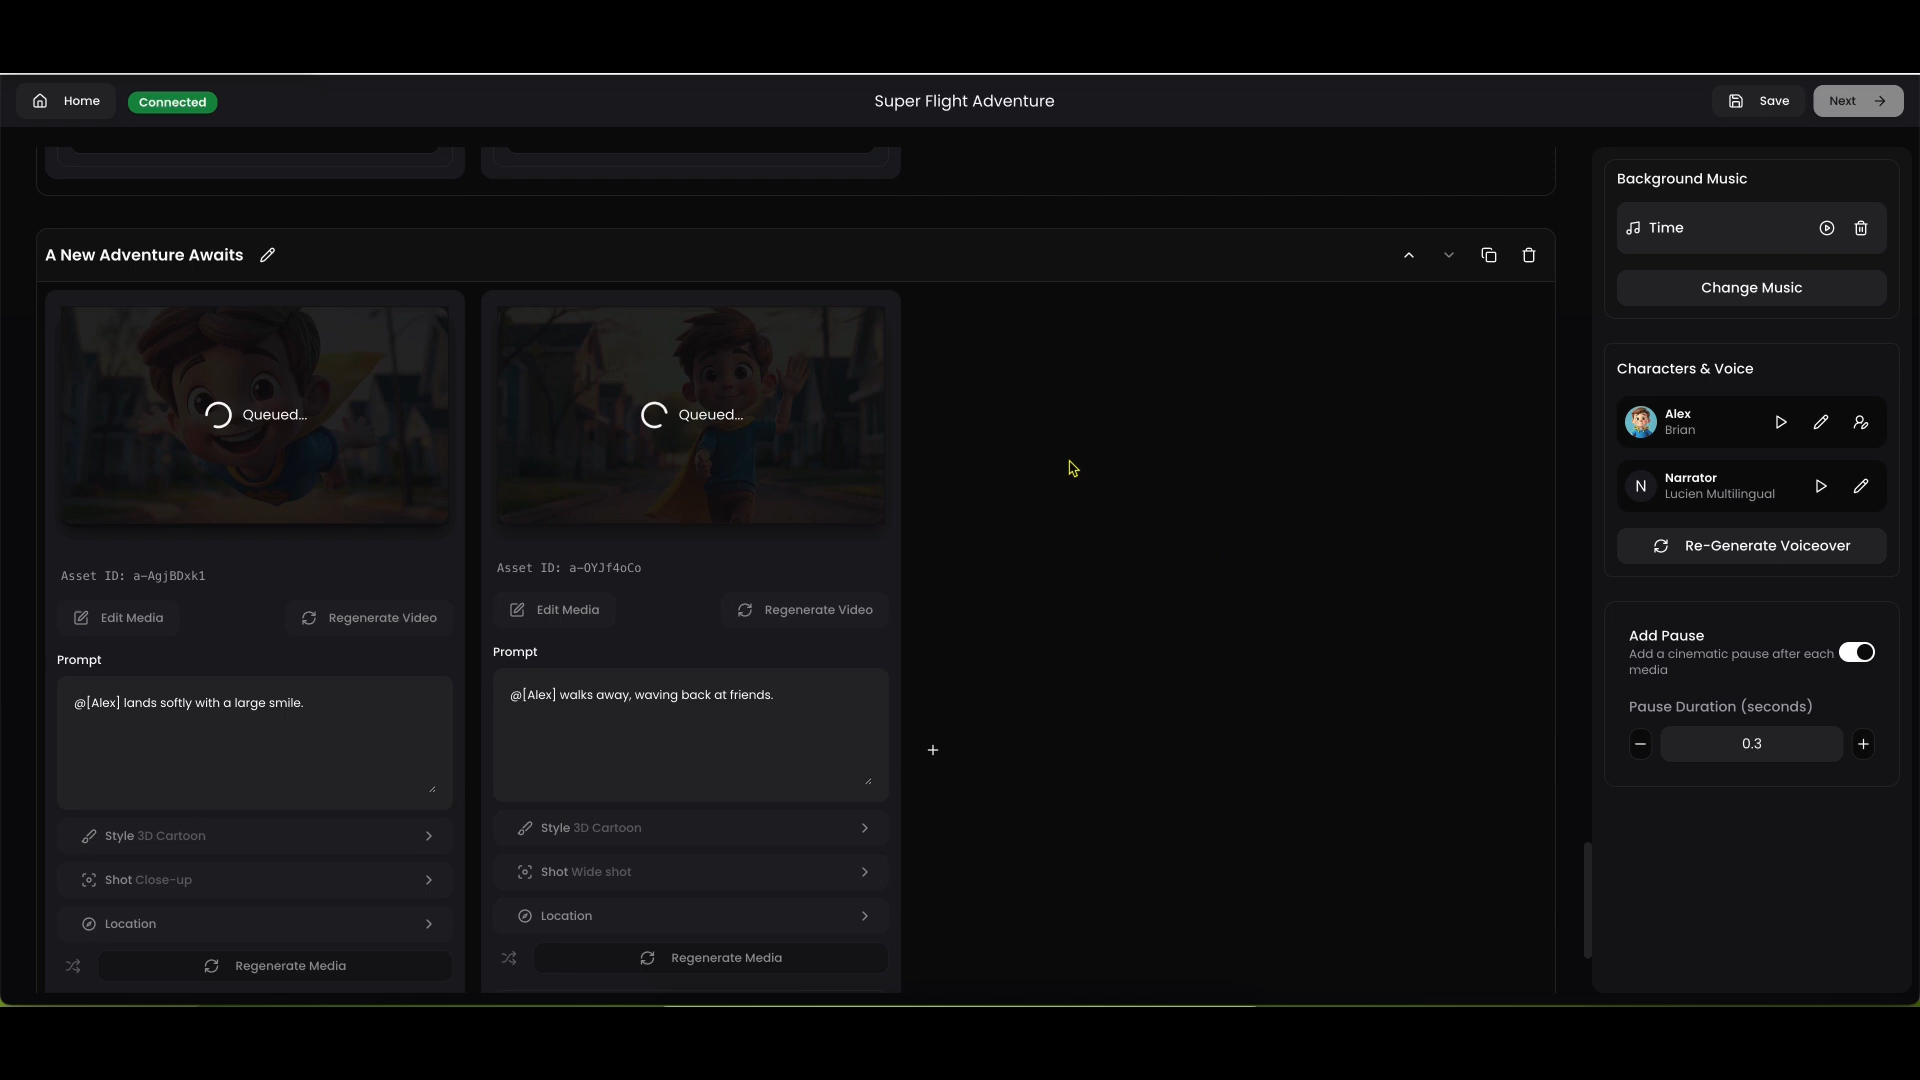 Home
Connected
Super Flight Adventure
Save
Next
A New Adventure Awaits
Queued...
Asset ID: a-AgjBDxk1
Edit Media
Regenerate Video
Prompt
@[Alex] lands softly with a large smile.
Style 3D Cartoon
Shot Close-up
Location
Regenerate Media
Queued...
Asset ID: a-OYJf4oCo
Edit Media
Regenerate Video
Prompt
@[Alex] walks away, waving back at friends.
Style 3D Cartoon
Shot Wide shot
Location
Regenerate Media
Background Music
Time
Change Music
Characters & Voice
Alex
Brian
N
Narrator
Lucien Multilingual
Re-Generate Voiceover
Add Pause
Add a cinematic pause after each
media
Pause Duration (seconds)
0.3